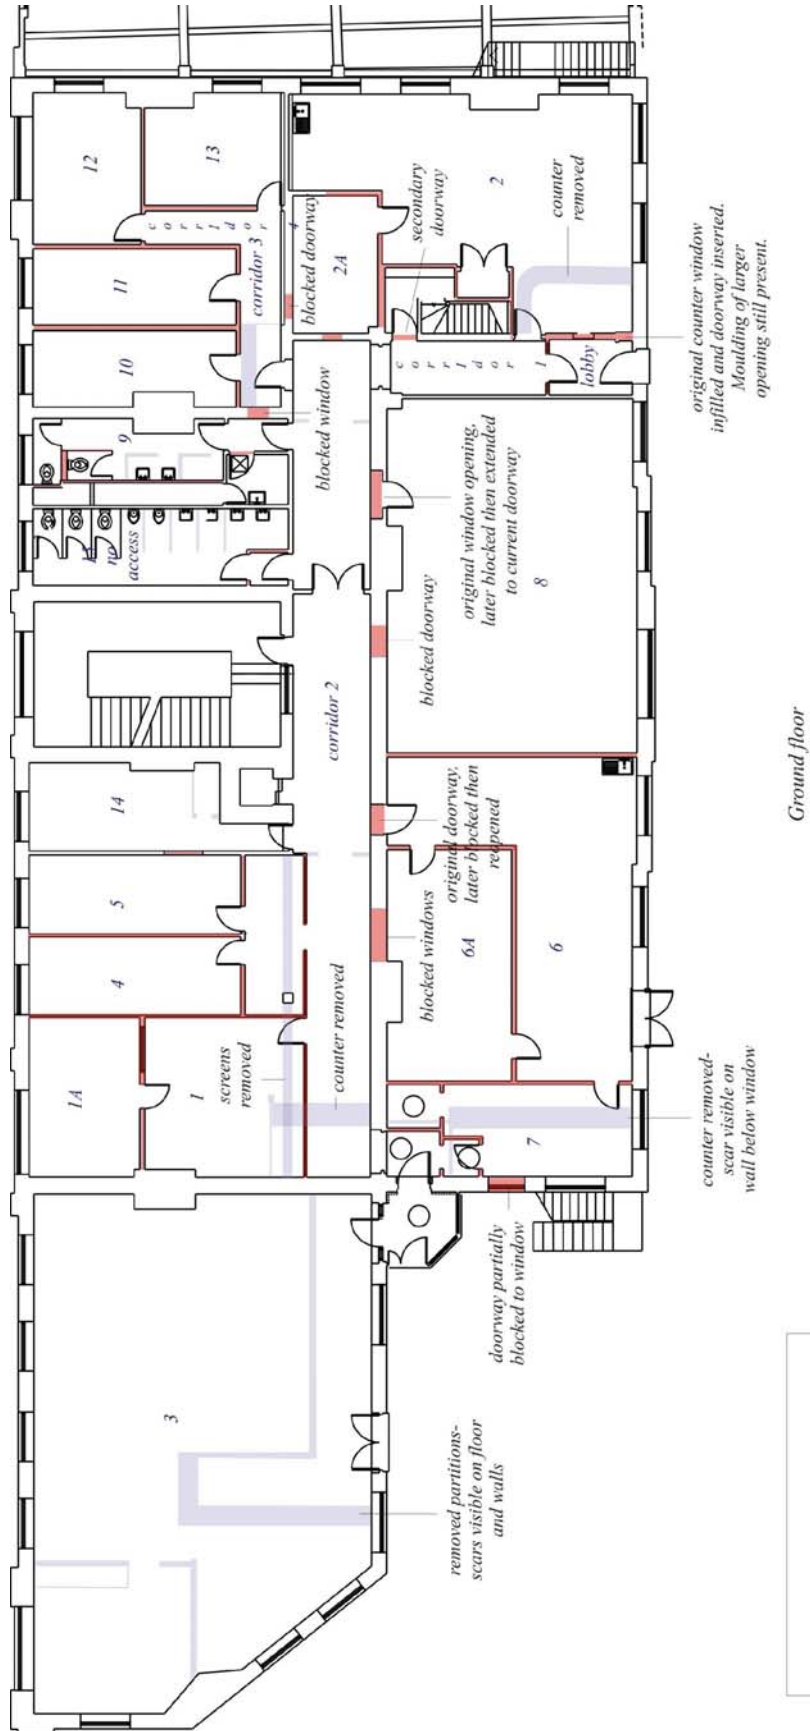 12
13
11
10
9
15
no
access
14
5
4
1A
1
3
corridor
4
corridor 3
blocked doorway
2A
2
secondary
doorway
counter
removed
corridor
1
lobby
original counter window
infilled and doorway inserted.
Moulding of larger
opening still present.
blocked window
original window opening,
later blocked then extended
to current doorway
8
blocked doorway
corridor 2
original doorway,
later blocked then
reopened
blocked windows
6A
6
screens
removed
counter removed
7
counter removed-
scar visible on
wall below window
doorway partially
blocked to window
removed partitions-
scars visible on floor
and walls
Ground floor